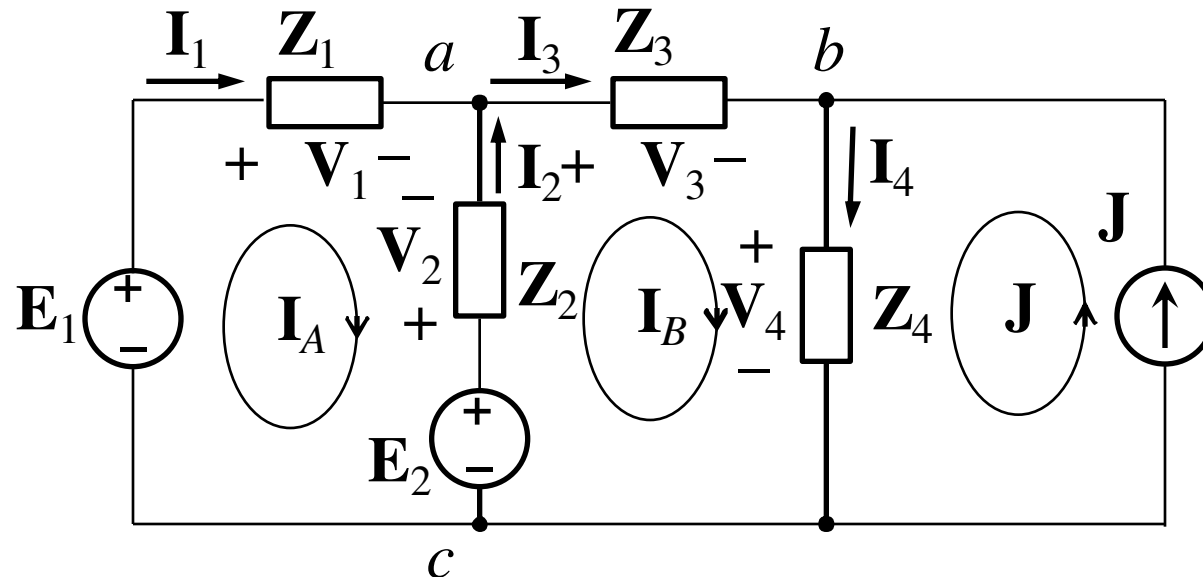 I1 Z1 a I3 Z3 b
+ V1 − − I2 + V3 − I4
V2 + J
E1 + − IA + Z2 IB V4 Z4 J
−
E2 + −
c